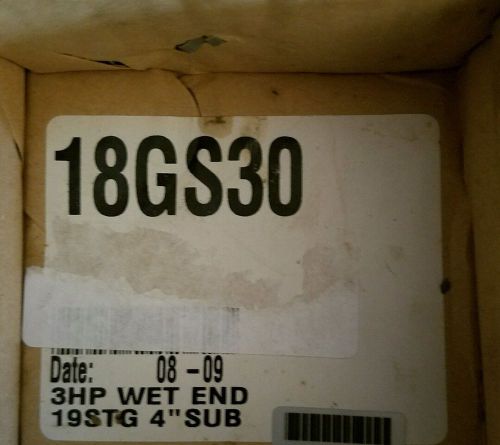 18GS30
Date: 08-09
3HP WET END
19STG 4"SUB